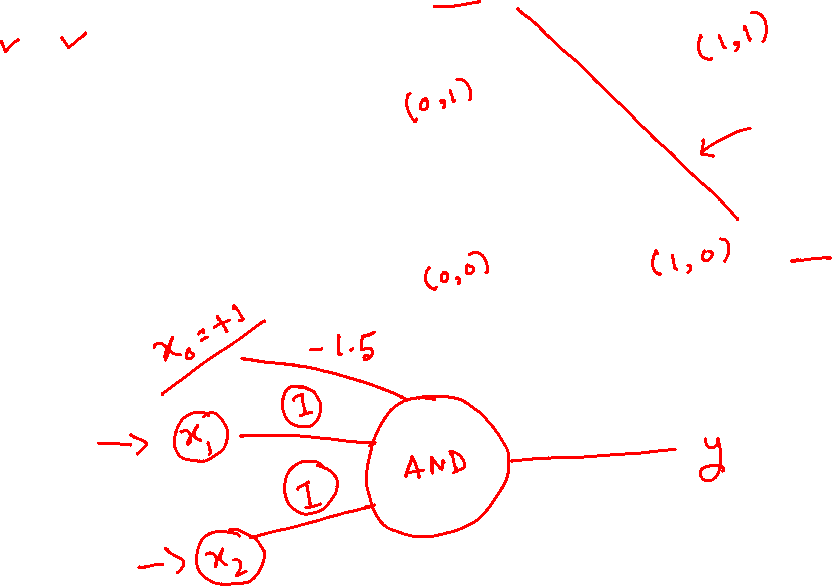 (1,1)
(0,1)
(1,0)
(0,0)
x₀=+1
-1.5
1
x₁
AND
y
1
x₂